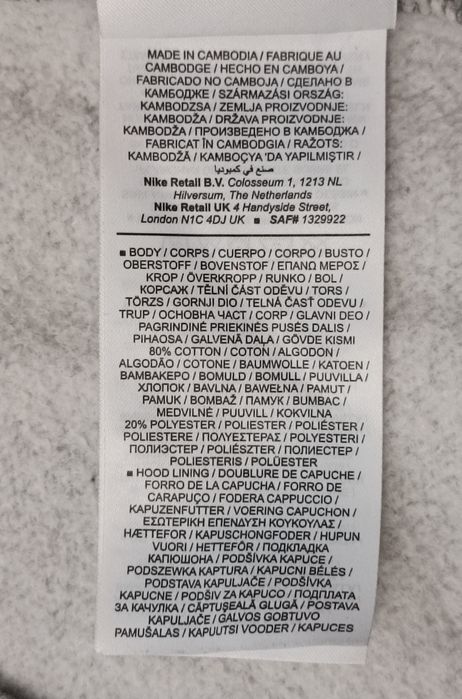 MADE IN CAMBODIA / FABRIQUE AU
CAMBODGE / HECHO EN CAMBOYA /
FABRICADO NO CAMBOJA / СДЕЛАНО В
КАМБОДЖЕ / SZÁRMAZÁSI ORSZÁG:
KAMBODZSA / ZEMLJA PROIZVODNJE:
KAMBODŽA / DRŽAVA PROIZVODNJE:
KAMBODŽA / ПРОИЗВЕДЕНО В КАМБОДЖА /
FABRICAT ÎN CAMBODGIA / RAŽOTS:
KAMBODŽĀ / KAMBOÇYA 'DA YAPILMIŞTIR /
صنع في كمبوديا
Nike Retail B.V. Colosseum 1, 1213 NL
Hilversum, The Netherlands
Nike Retail UK 4 Handyside Street,
London N1C 4DJ UK ■ SAF# 1329922
■ BODY / CORPS / CUERPO / CORPO / BUSTO /
OBERSTOFF / BOVENSTOF / ΕΠΑΝΩ ΜΕΡΟΣ /
KROP / ÖVERKROPP / RUNKO / BOL /
КОРСАЖ / TĚLNÍ ČÁST ODĚVU / TORS /
TÖRZS / GORNJI DIO / TELNÁ ČASŤ ODEVU /
TRUP / ОСНОВНА ЧАСТ / CORP / GLAVNI DEO /
PAGRINDINĖ PRIEKINĖS PUSĖS DALIS /
PIHAOSA / GALVENĀ DAĻA / GÖVDE KISMI
80% COTTON / COTON / ALGODON /
ALGODÃO / COTONE / BAUMWOLLE / KATOEN /
ΒΑΜΒΑΚΕΡΟ / BOMULD / BOMULL / PUUVILLA /
ХЛОПОК / BAVLNA / BAWEŁNA / PAMUT /
PAMUK / BOMBAŽ / ПАМУК / BUMBAC /
MEDVILNĖ / PUUVILL / KOKVILNA
20% POLYESTER / POLIESTER / POLIÉSTER /
POLIESTERE / ΠΟΛΥΕΣΤΕΡΑΣ / POLYESTERI /
ПОЛИЭСТЕР / POLIÉSZTER / ПОЛИЕСТЕР /
POLIESTERIS / POLÜESTER
■ HOOD LINING / DOUBLURE DE CAPUCHE /
FORRO DE LA CAPUCHA / FORRO DE
CARAPUÇO / FODERA CAPPUCCIO /
KAPUZENFUTTER / VOERING CAPUCHON /
ΕΣΩΤΕΡΙΚΗ ΕΠΕΝΔΥΣΗ ΚΟΥΚΟΥΛΑΣ /
HÆTTEFOR / KAPUSCHONGFODER / HUPUN
VUORI / HETTEFÔR / ПОДКЛАДКА
КАПЮШОНА / PODŠÍVKA KAPUCE /
PODSZEWKA KAPTURA / KAPUCNI BÉLÉS /
PODSTAVA KAPULJAČE / PODŠÍVKA
KAPUCNE / PODŠIV ZA KAPUCO / ПОДПЛАТА
ЗА КАЧУЛКА / CĂPTUŞEALĂ GLUGĂ / POSTAVA
KAPULJAČE / GALVOS GOBTUVO
PAMUŠALAS / KAPUUTSI VOODER / KAPUCES